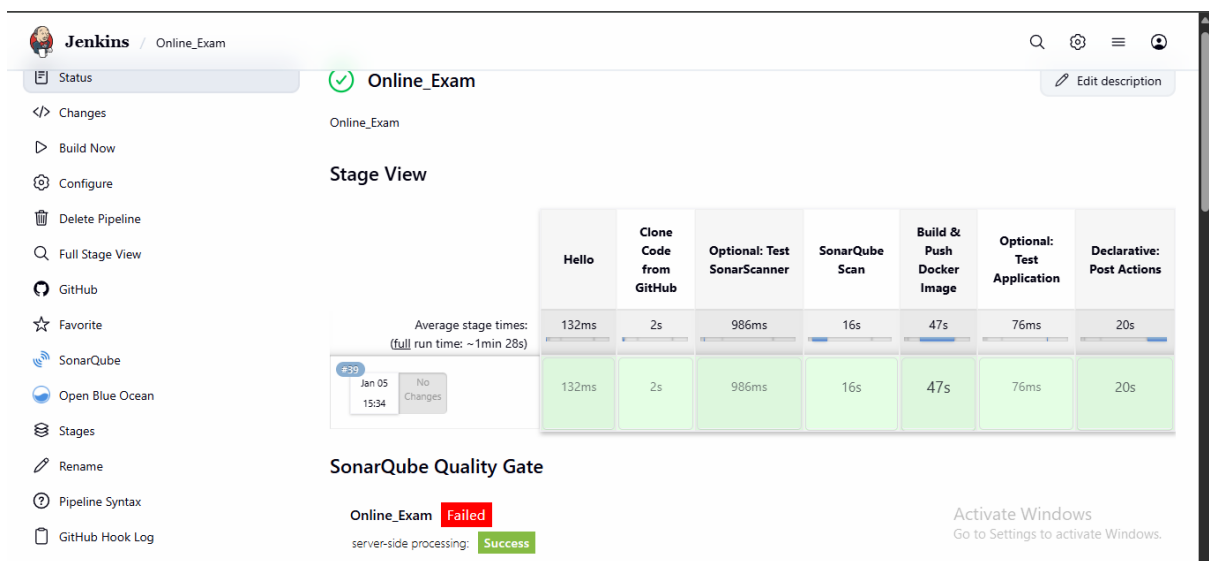 Jenkins / Online_Exam
Status
Changes
Build Now
Configure
Delete Pipeline
Full Stage View
GitHub
Favorite
SonarQube
Open Blue Ocean
Stages
Rename
Pipeline Syntax
GitHub Hook Log
Online_Exam
Edit description
Online_Exam
Stage View
Hello
Clone
Code
from
GitHub
Optional: Test
SonarScanner
SonarQube
Scan
Build &
Push
Docker
Image
Optional:
Test
Application
Declarative:
Post Actions
Average stage times:
(full run time: ~1min 28s)
132ms 2s 986ms 16s 47s 76ms 20s
#39
Jan 05
15:34
No
Changes
132ms 2s 986ms 16s 47s 76ms 20s
SonarQube Quality Gate
Online_Exam Failed
server-side processing: Success
Activate Windows
Go to Settings to activate Windows.